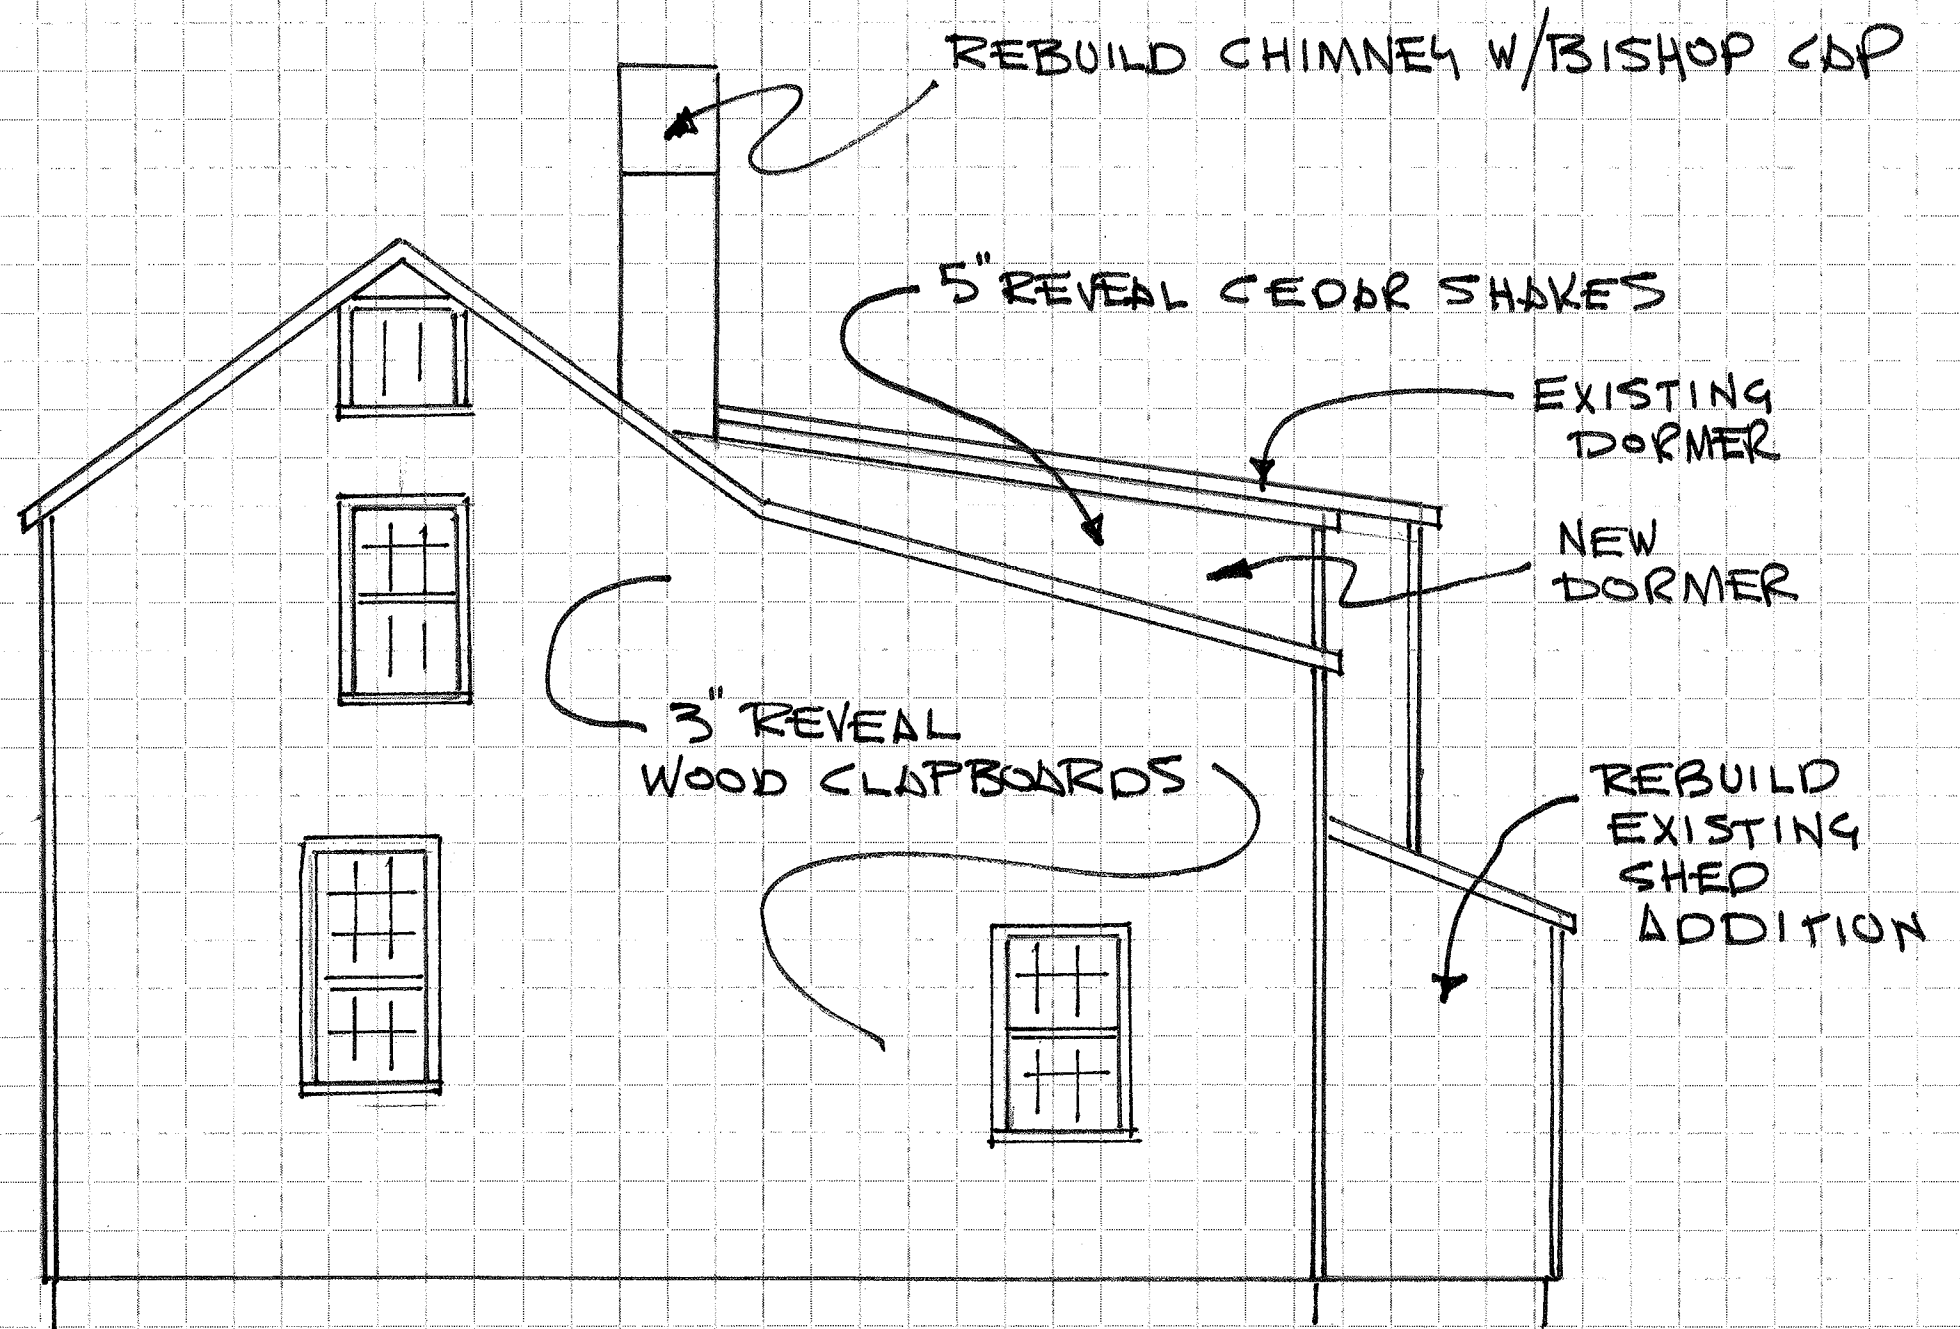 REBUILD CHIMNEY W/BISHOP CAP
5" REVEAL CEDAR SHAKES
EXISTING
DORMER
NEW
DORMER
3" REVEAL
WOOD CLAPBOARDS
REBUILD
EXISTING
SHED
ADDITION